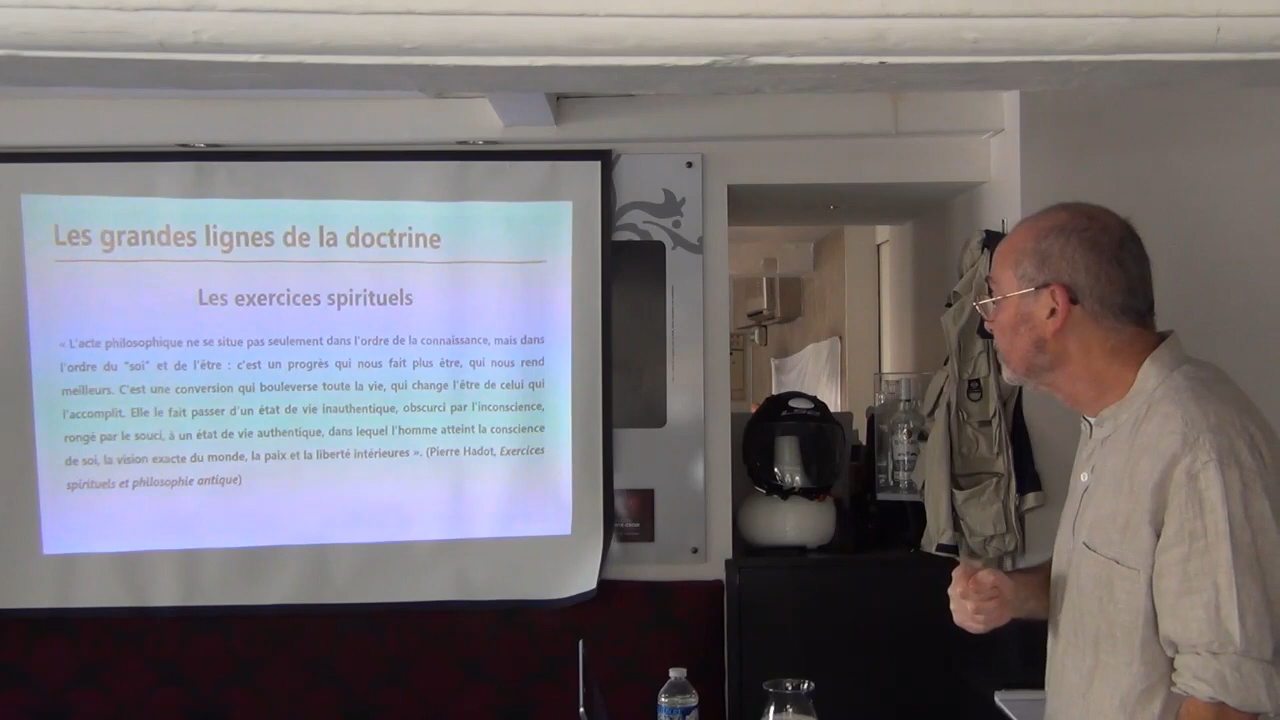 Les grandes lignes de la doctrine
Les exercices spirituels
« L'acte philosophique ne se situe pas seulement dans l'ordre de la connaissance, mais dans
l'ordre du "soi" et de l'être : c'est un progrès qui nous fait plus être, qui nous rend
meilleurs. C'est une conversion qui bouleverse toute la vie, qui change l'être de celui qui
l'accomplit. Elle le fait passer d'un état de vie inauthentique, obscurci par l'inconscience,
rongé par le souci, à un état de vie authentique, dans lequel l'homme atteint la conscience
de soi, la vision exacte du monde, la paix et la liberté intérieures ». (Pierre Hadot, Exercices
spirituels et philosophie antique)